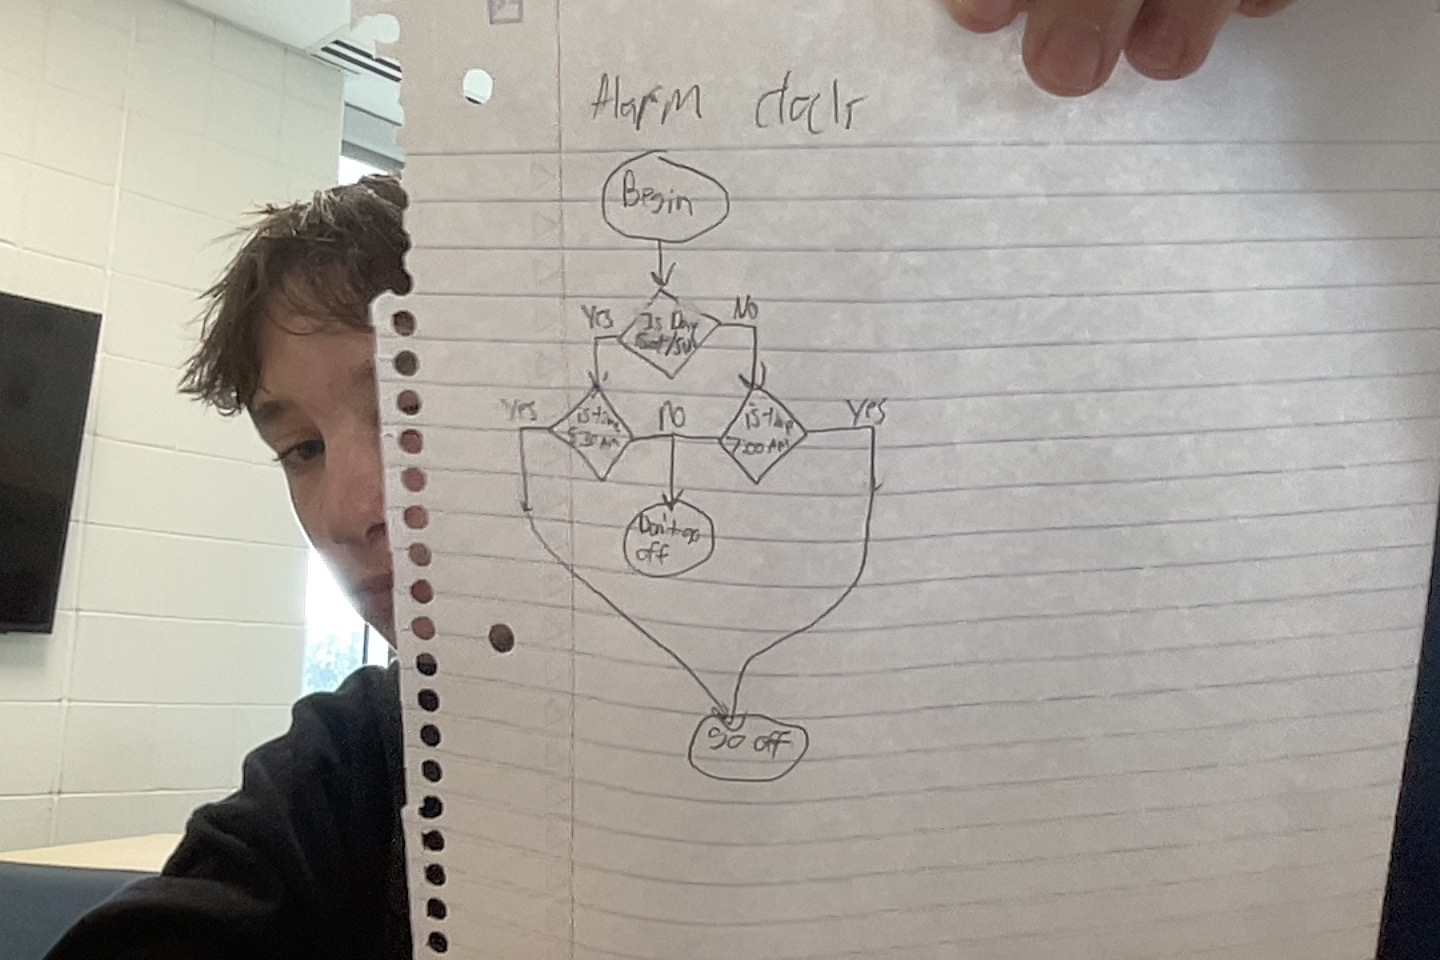 Alarm clock
Begin
Yes
No
Is Day
Sat/Sun
Yes
is time
8:30 AM
No
is time
7:00 AM
Yes
Don't go
off
go off